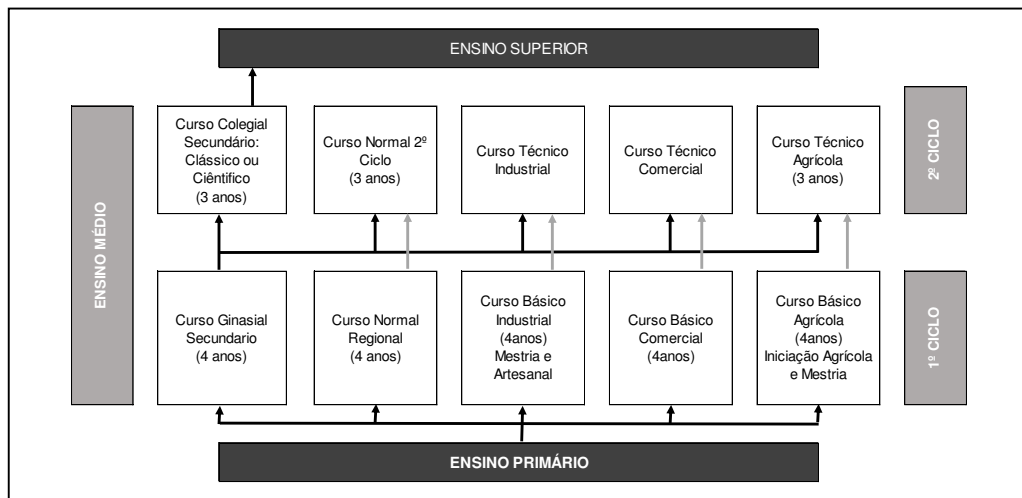 ENSINO SUPERIOR
ENSINO MÉDIO
Curso Colegial
Secundário:
Clássico ou
Ciêntifico
(3 anos)
Curso Normal 2º
Ciclo
(3 anos)
Curso Técnico
Industrial
Curso Técnico
Comercial
Curso Técnico
Agrícola
(3 anos)
2º CICLO
Curso Ginasial
Secundario
(4 anos)
Curso Normal
Regional
(4 anos)
Curso Básico
Industrial
(4anos)
Mestria e
Artesanal
Curso Básico
Comercial
(4anos)
Curso Básico
Agrícola
(4anos)
Iniciação Agrícola
e Mestria
1º CICLO
ENSINO PRIMÁRIO